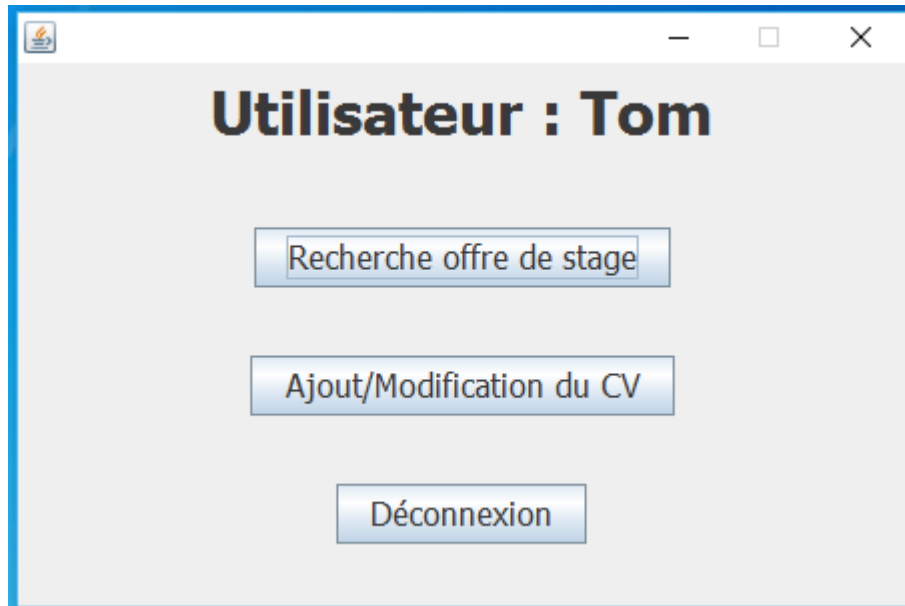 Utilisateur : Tom
Recherche offre de stage
Ajout/Modification du CV
Déconnexion